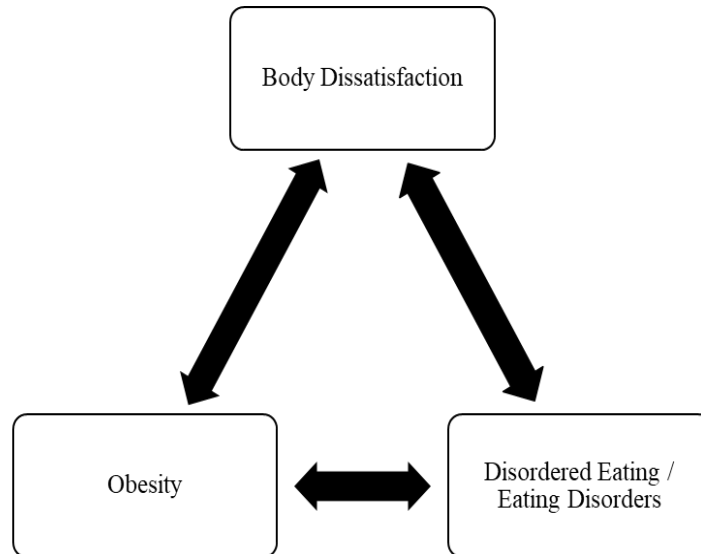 Body Dissatisfaction
Obesity
Disordered Eating /
Eating Disorders